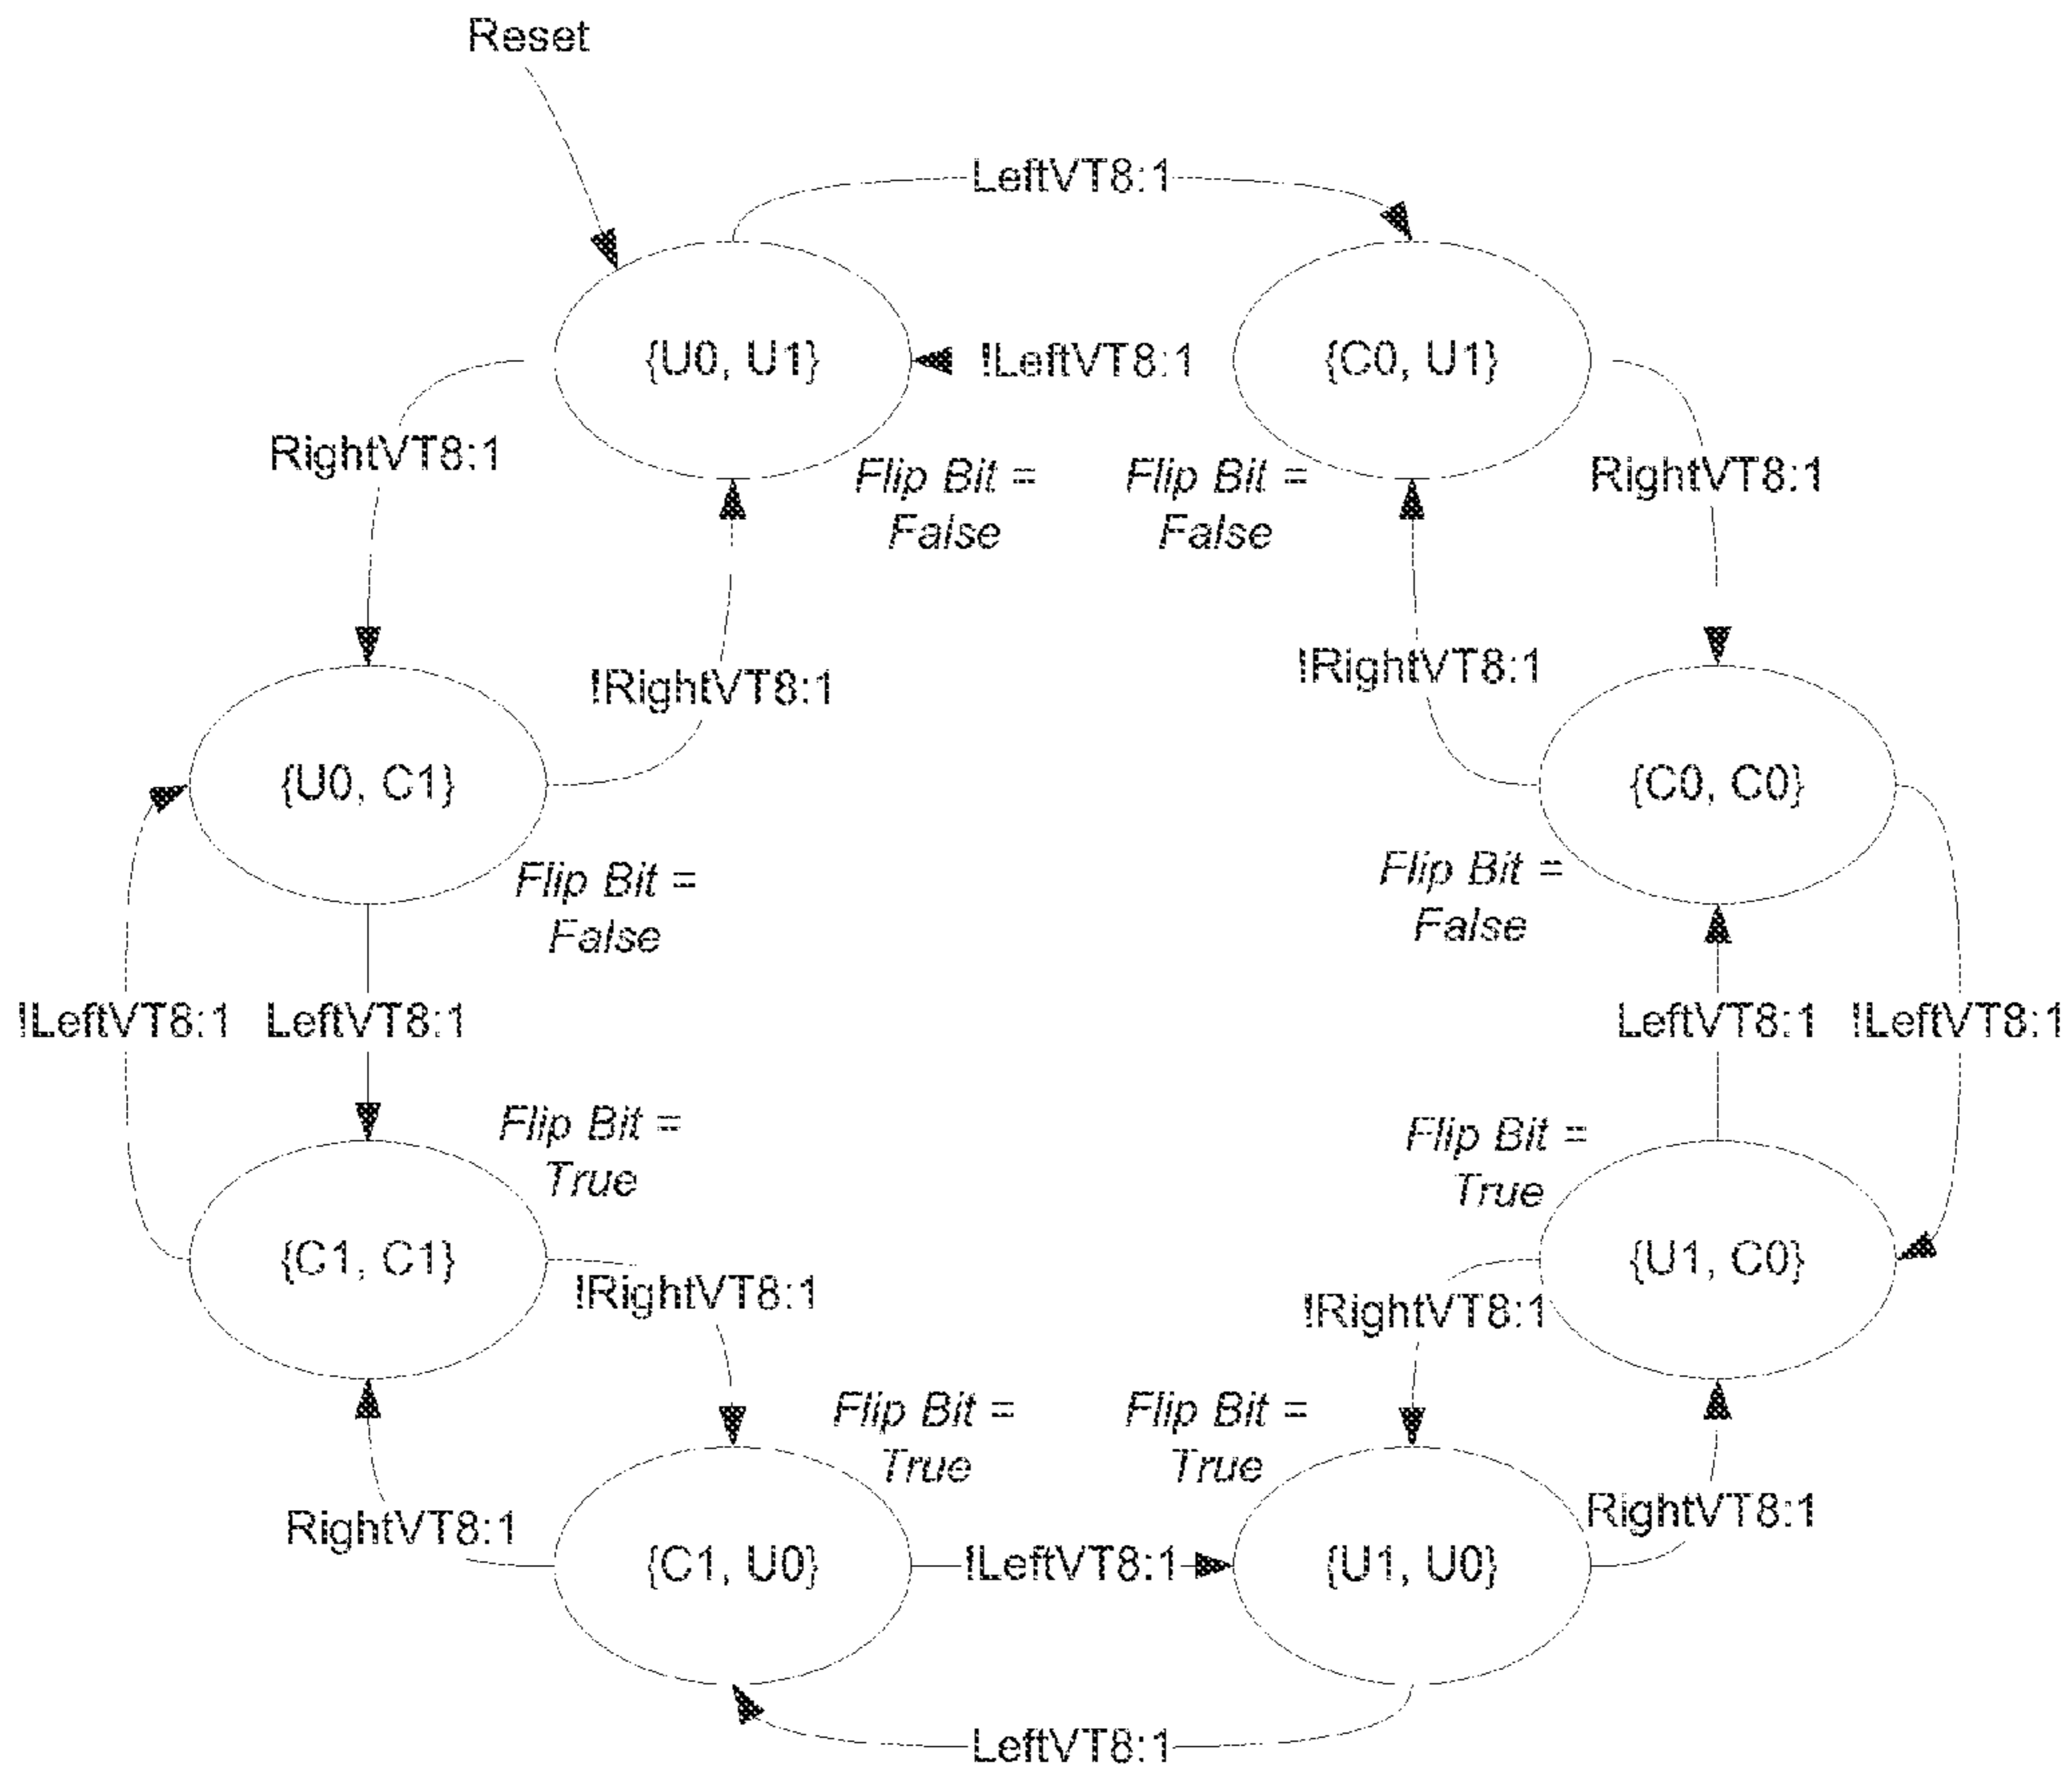 Reset
LeftVT8:1
{U0, U1}
!LeftVT8:1
{C0, U1}
RightVT8:1
Flip Bit =
False
Flip Bit =
False
RightVT8:1
!RightVT8:1
!RightVT8:1
{U0, C1}
{C0, C0}
Flip Bit =
False
Flip Bit =
False
!LeftVT8:1
LeftVT8:1
LeftVT8:1
!LeftVT8:1
Flip Bit =
True
Flip Bit =
True
{C1, C1}
{U1, C0}
!RightVT8:1
!RightVT8:1
Flip Bit =
True
Flip Bit =
True
RightVT8:1
RightVT8:1
{C1, U0}
!LeftVT8:1
{U1, U0}
LeftVT8:1